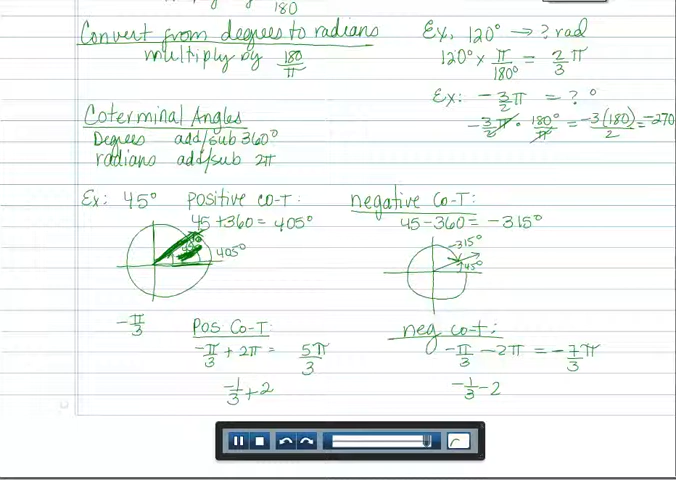 180
Convert from degrees to radians
multiply by 180/π
Ex. 120° → ? rad
120° × π/180° = 2/3 π
Ex: -3/2 π = ? °
-3/2 π · 180°/π = -3(180)/2 = -270
Coterminal Angles
Degrees add/sub 360°
radians add/sub 2π
Ex: 45° positive co-T:
45 + 360 = 405°
405°
negative Co-T:
45 - 360 = -315°
-315°
45°
-π/3
Pos Co-T:
-π/3 + 2π = 5π/3
-1/3 + 2
neg co-t:
-π/3 - 2π = -7/3 π
-1/3 - 2